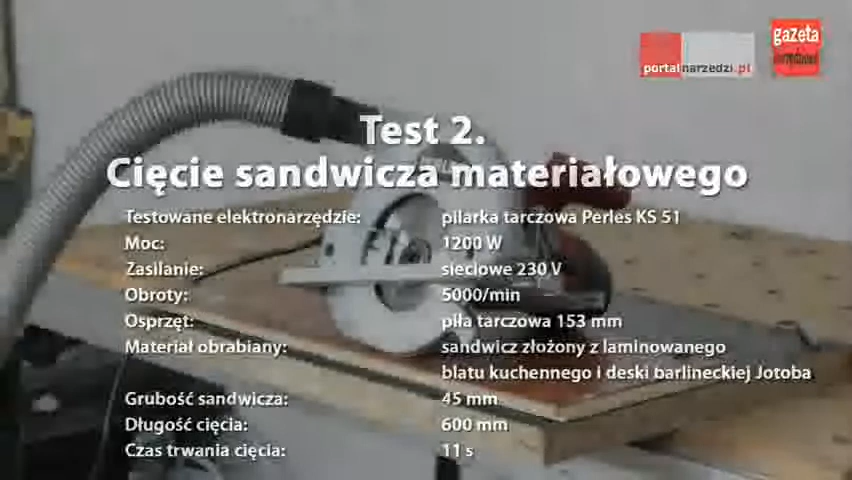 portalnarzedzi.pl
gazeta
Test 2.
Cięcie sandwicza materiałowego
Testowane elektronarzędzie: pilarka tarczowa Perles KS 51
Moc: 1200 W
Zasilanie: sieciowe 230 V
Obroty: 5000/min
Osprzęt: piła tarczowa 153 mm
Materiał obrabiany: sandwicz złożony z laminowanego
blatu kuchennego i deski barlineckiej Jotoba
Grubość sandwicza: 45 mm
Długość cięcia: 600 mm
Czas trwania cięcia: 11 s